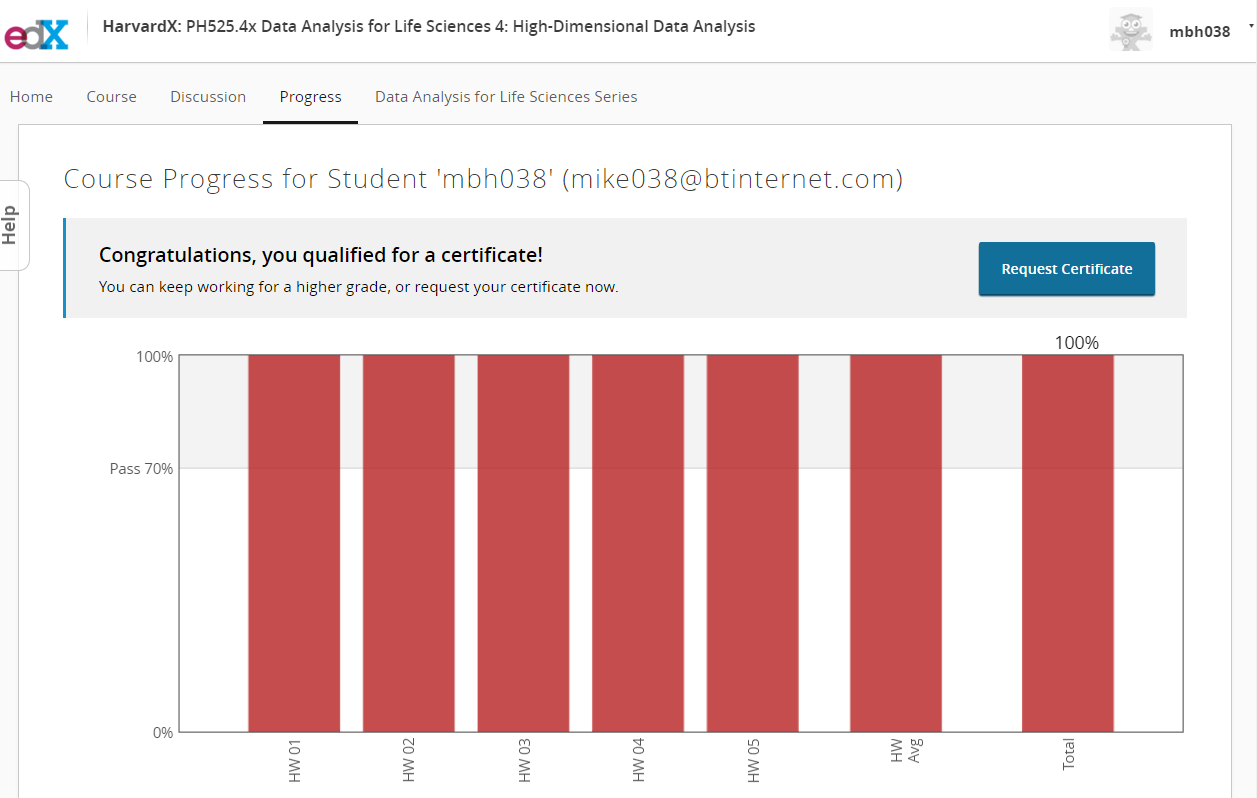 edX
HarvardX: PH525.4x Data Analysis for Life Sciences 4: High-Dimensional Data Analysis
mbh038
Home
Course
Discussion
Progress
Data Analysis for Life Sciences Series
Help
Course Progress for Student 'mbh038' (mike038@btinternet.com)
Congratulations, you qualified for a certificate!
You can keep working for a higher grade, or request your certificate now.
Request Certificate
100%
100%
Pass 70%
0%
HW 01
HW 02
HW 03
HW 04
HW 05
HW
Avg
Total